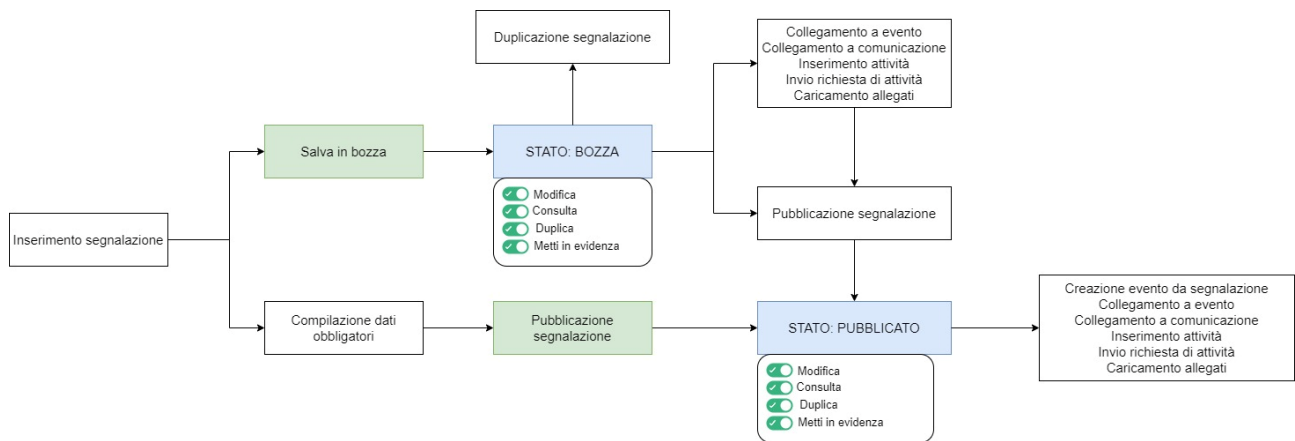 Duplicazione segnalazione
Collegamento a evento
Collegamento a comunicazione
Inserimento attività
Invio richiesta di attività
Caricamento allegati
Salva in bozza
STATO: BOZZA
Modifica
Consulta
Duplica
Metti in evidenza
Pubblicazione segnalazione
Inserimento segnalazione
Compilazione dati
obbligatori
Pubblicazione
segnalazione
STATO: PUBBLICATO
Modifica
Consulta
Duplica
Metti in evidenza
Creazione evento da segnalazione
Collegamento a evento
Collegamento a comunicazione
Inserimento attività
Invio richiesta di attività
Caricamento allegati